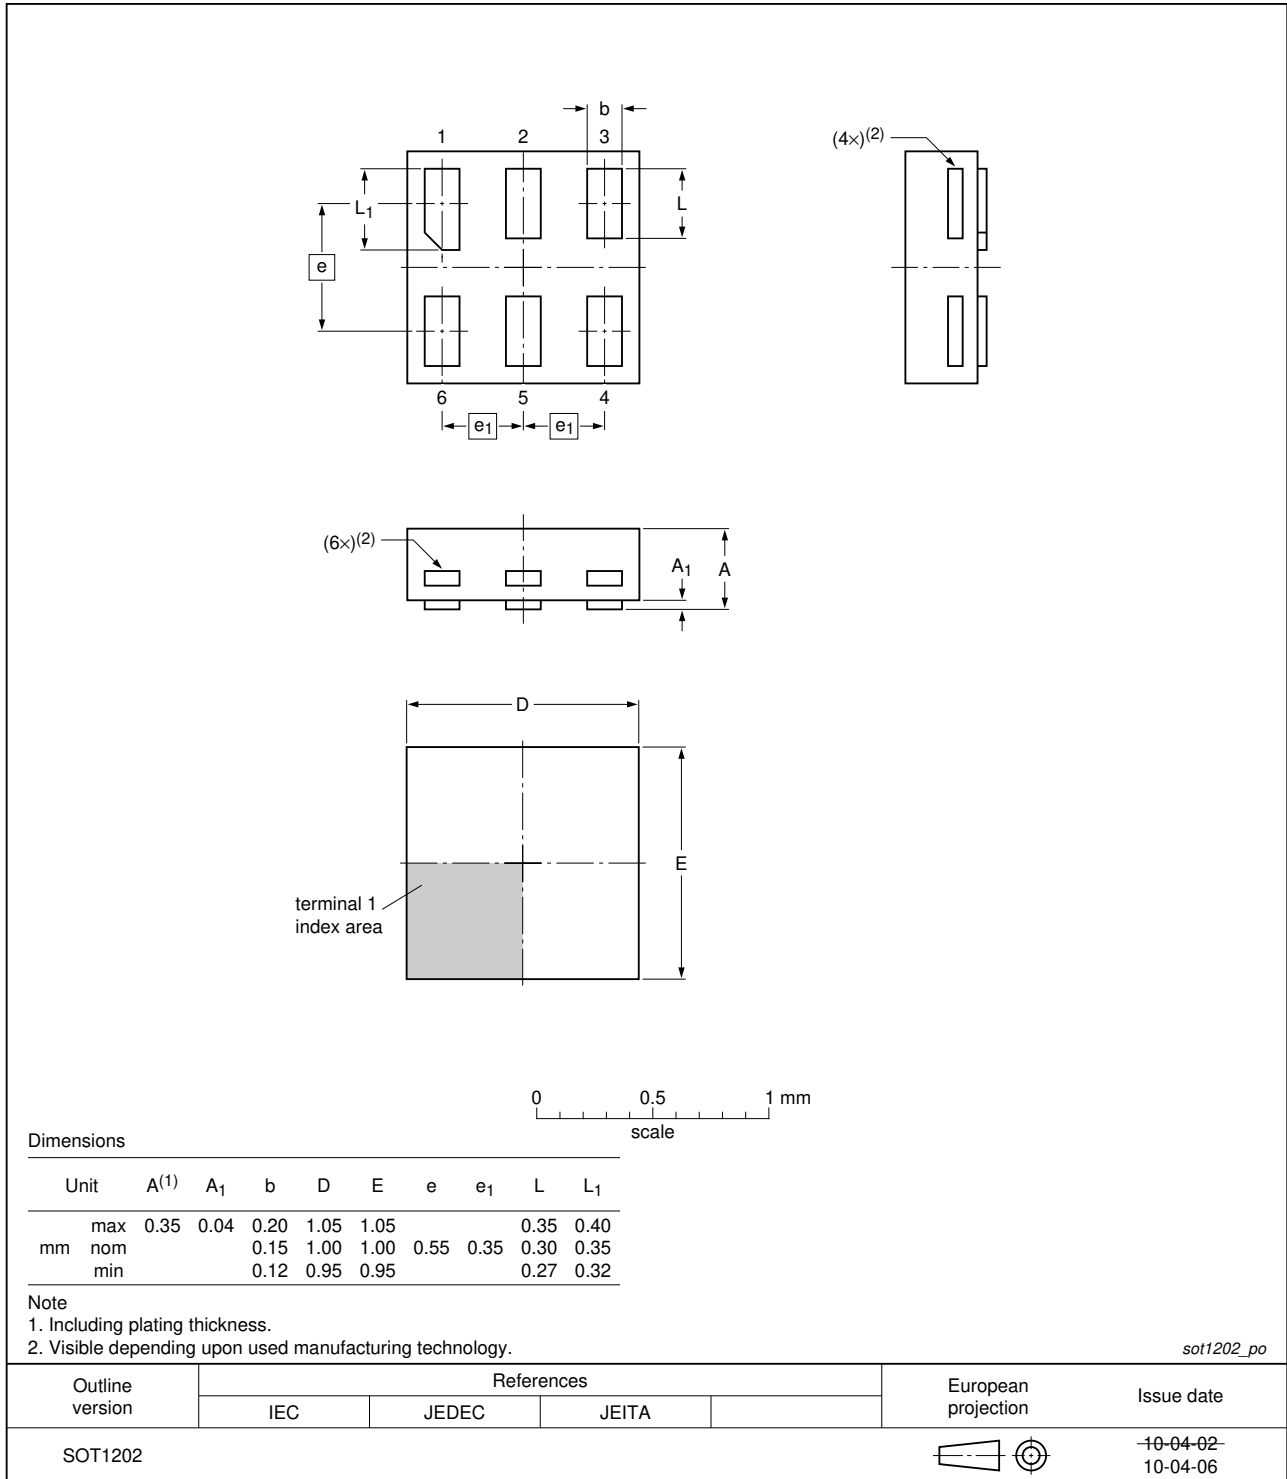 b
1 2 3
(4×)(2)
L1
L
e
6 5 4
e1 e1
(6×)(2)
A1 A
D
E
terminal 1
index area
0 0.5 1 mm
scale
Dimensions
Unit A(1) A1 b D E e e1 L L1
max 0.35 0.04 0.20 1.05 1.05 0.35 0.40
mm nom 0.15 1.00 1.00 0.55 0.35 0.30 0.35
min 0.12 0.95 0.95 0.27 0.32
Note
1. Including plating thickness.
2. Visible depending upon used manufacturing technology.
sot1202_po
Outline
version
References
IEC JEDEC JEITA
European
projection
Issue date
SOT1202
10-04-02
10-04-06